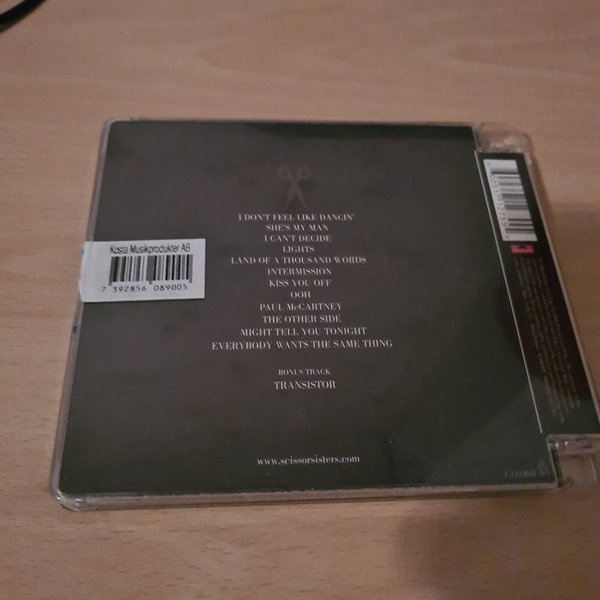 I DON'T FEEL LIKE DANCIN'
SHE'S MY MAN
I CAN'T DECIDE
LIGHTS
LAND OF A THOUSAND WORDS
INTERMISSION
KISS YOU OFF
OOH
PAUL McCARTNEY
THE OTHER SIDE
MIGHT TELL YOU TONIGHT
EVERYBODY WANTS THE SAME THING
BONUS TRACK
TRANSISTOR
www.scissorsisters.com
Kosta Musikprodukter AB
7 392856 089005